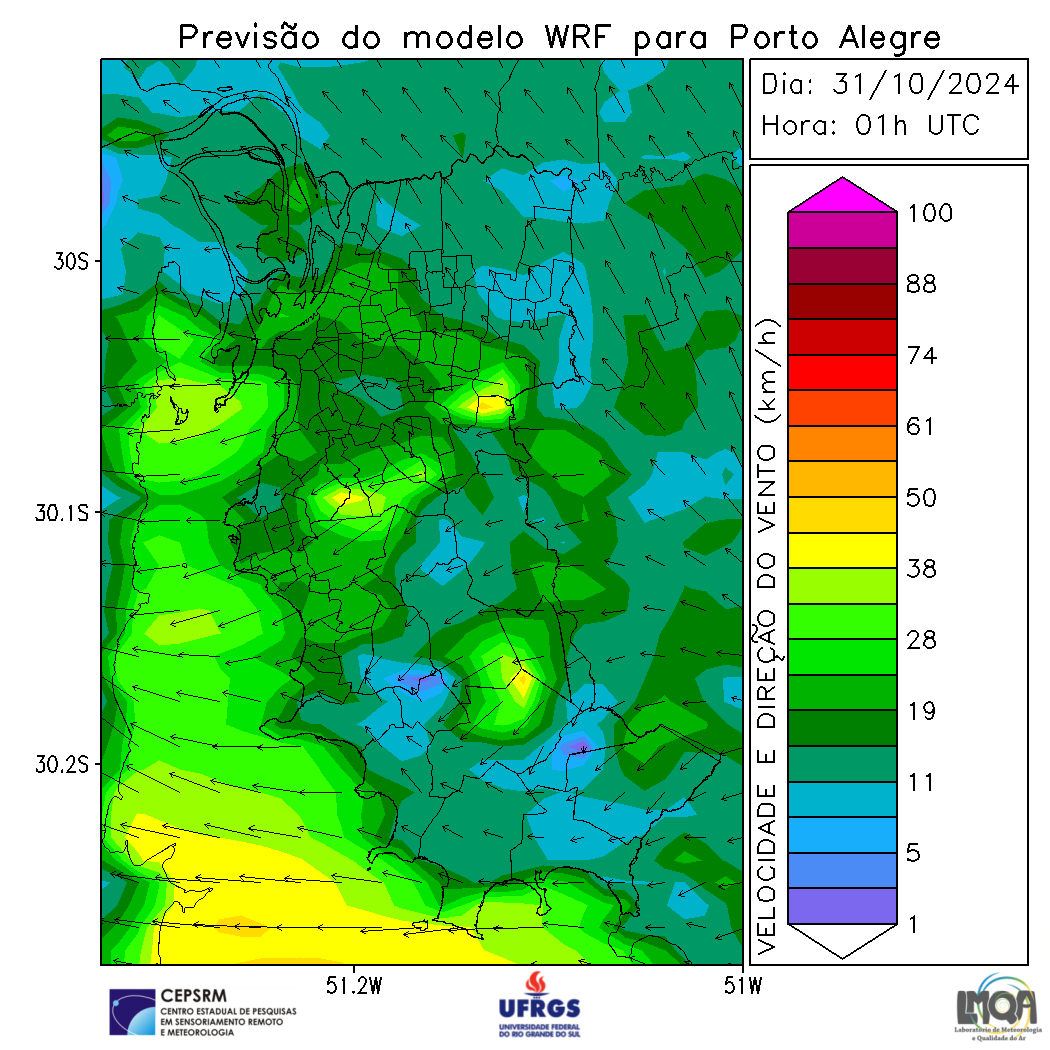 Previsão do modelo WRF para Porto Alegre
Dia: 31/10/2024
Hora: 01h UTC
30S
30.1S
30.2S
51.2W
51W
VELOCIDADE E DIREÇÃO DO VENTO (km/h)
100
88
74
61
50
38
28
19
11
5
1
CEPSRM
CENTRO ESTADUAL DE PESQUISAS
EM SENSORIAMENTO REMOTO
E METEOROLOGIA
UFRGS
UNIVERSIDADE FEDERAL
DO RIO GRANDE DO SUL
LMQA
Laboratório de Meteorologia
e Qualidade do Ar